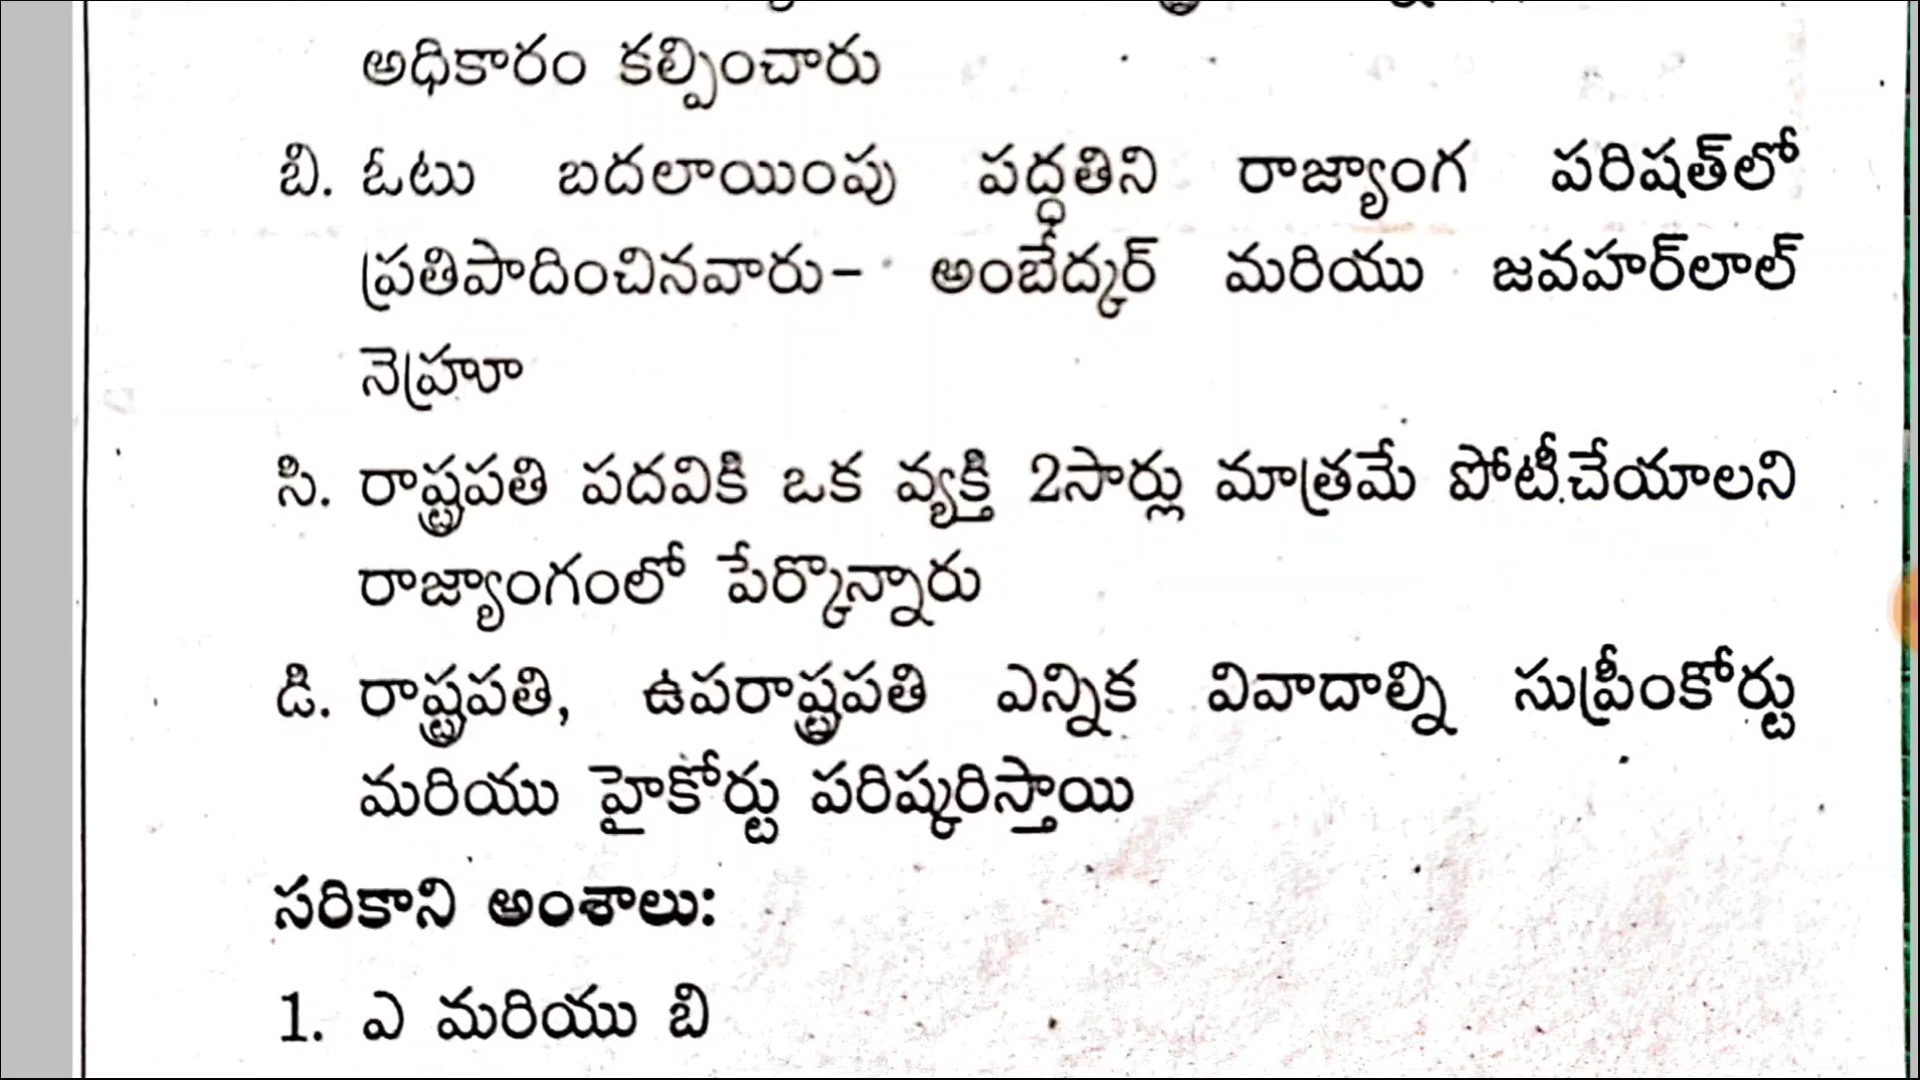 అధికారం కల్పించారు
బి. ఓటు బదలాయింపు పద్ధతిని రాజ్యాంగ పరిషత్‌లో
ప్రతిపాదించినవారు- అంబేద్కర్ మరియు జవహర్‌లాల్
నెహ్రూ
సి. రాష్ట్రపతి పదవికి ఒక వ్యక్తి 2సార్లు మాత్రమే పోటీచేయాలని
రాజ్యాంగంలో పేర్కొన్నారు
డి. రాష్ట్రపతి, ఉపరాష్ట్రపతి ఎన్నిక వివాదాల్ని సుప్రీంకోర్టు
మరియు హైకోర్టు పరిష్కరిస్తాయి
సరికాని అంశాలు:
1. ఎ మరియు బి